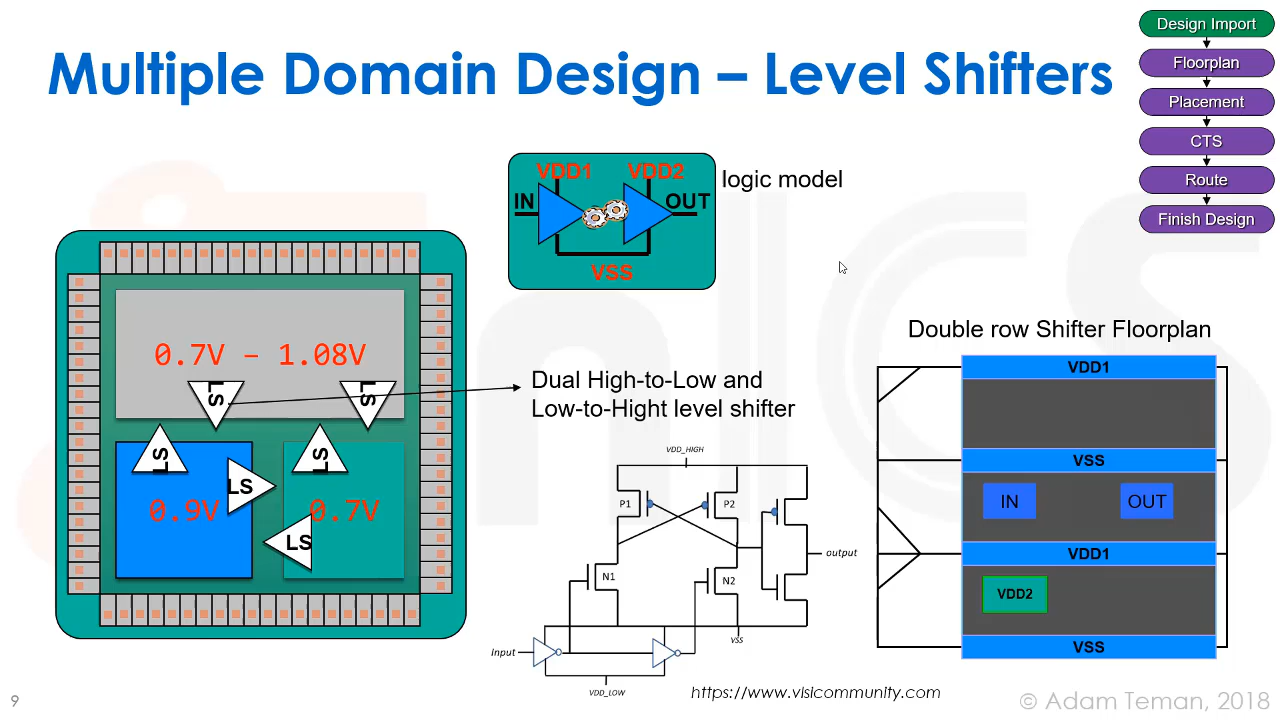 Multiple Domain Design – Level Shifters
Design Import
Floorplan
Placement
CTS
Route
Finish Design
VDD1 VDD2
IN OUT
VSS
logic model
0.7V – 1.08V
LS LS
LS LS
LS
0.9V 0.7V
LS
Dual High-to-Low and
Low-to-Hight level shifter
VDD_HIGH
P1 P2
output
N1 N2
VSS
Input
VDD_LOW
https://www.vlsicommunity.com
Double row Shifter Floorplan
VDD1
VSS
IN OUT
VDD1
VDD2
VSS
9
© Adam Teman, 2018